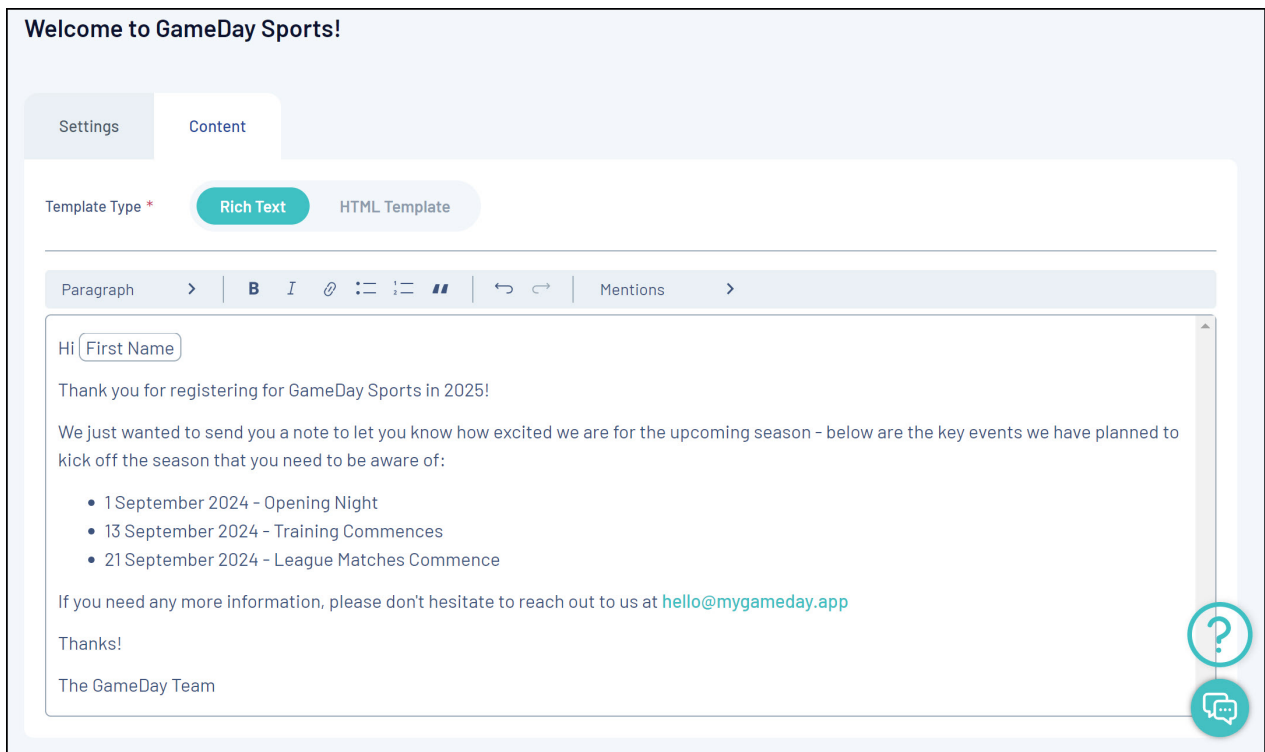 Welcome to GameDay Sports!
Settings
Content
Template Type *
Rich Text
HTML Template
Paragraph
B
I
Mentions
Hi First Name
Thank you for registering for GameDay Sports in 2025!
We just wanted to send you a note to let you know how excited we are for the upcoming season - below are the key events we have planned to
kick off the season that you need to be aware of:
• 1 September 2024 - Opening Night
• 13 September 2024 - Training Commences
• 21 September 2024 - League Matches Commence
If you need any more information, please don't hesitate to reach out to us at hello@mygameday.app
Thanks!
The GameDay Team
?